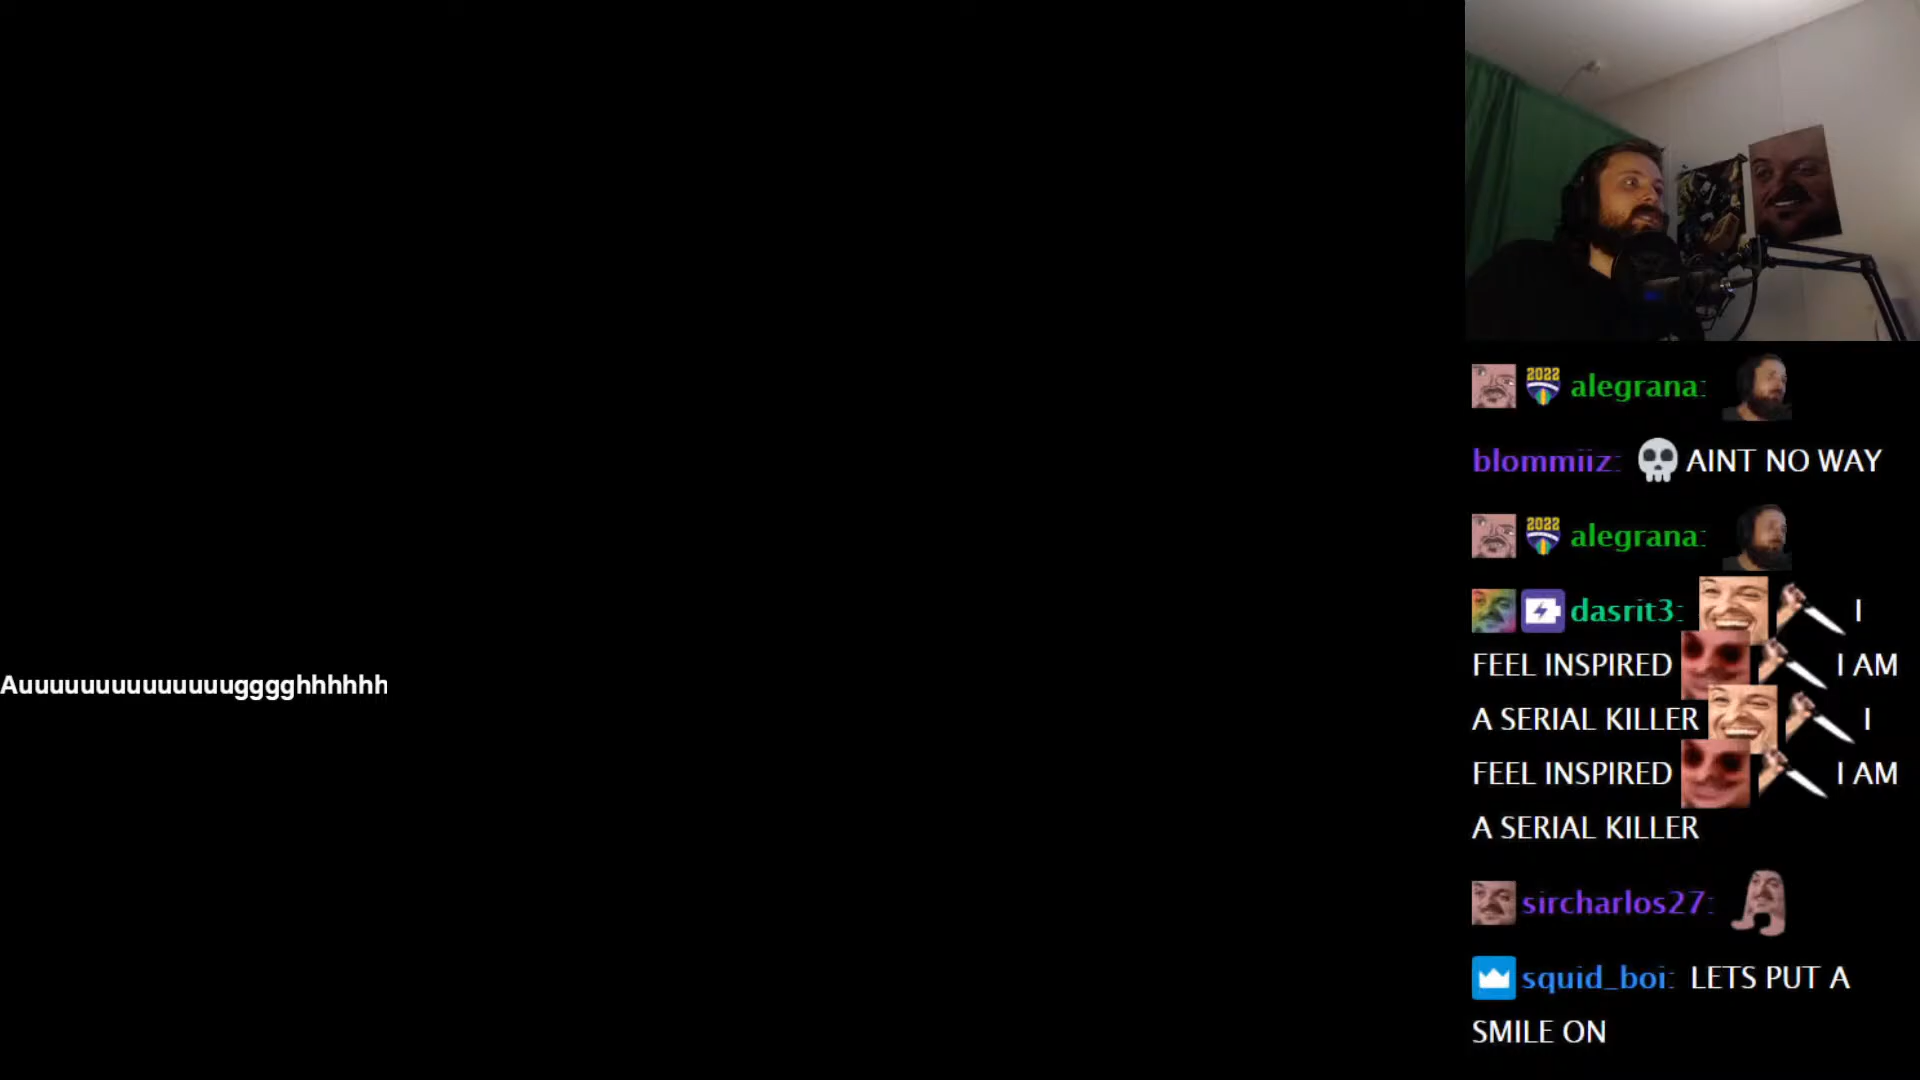 Auuuuuuuuuuuuuugggghhhhhh
2022 alegrana:
blommiiz: AINT NO WAY
2022 alegrana:
dasrit3: I
FEEL INSPIRED I AM
A SERIAL KILLER I
FEEL INSPIRED I AM
A SERIAL KILLER
sircharlos27:
squid_boi: LETS PUT A
SMILE ON